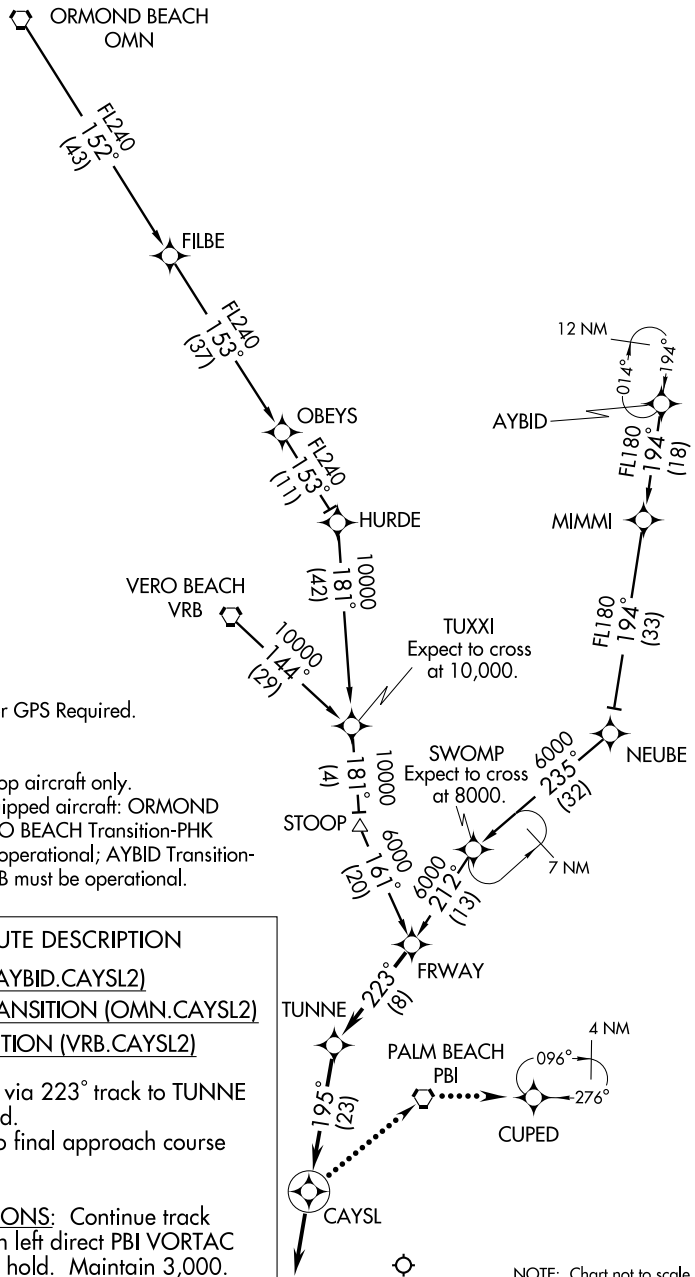 ORMOND BEACH
OMN
FL240
152°
(43)
FILBE
FL240
153°
(37)
12 NM
014°
194°
OBEYS
AYBID
FL240
153°
(11)
FL180
194°
(18)
HURDE
MIMMI
10000
181°
(42)
VERO BEACH
VRB
10000
144°
(29)
TUXXI
Expect to cross
at 10,000.
FL180
194°
(33)
r GPS Required.
NEUBE
10000
181°
(4)
SWOMP
Expect to cross
at 8000.
6000
235°
(32)
op aircraft only.
ipped aircraft: ORMOND
O BEACH Transition-PHK
operational; AYBID Transition-
B must be operational.
STOOP
6000
161°
(20)
7 NM
6000
212°
(13)
UTE DESCRIPTION
FRWAY
AYBID.CAYSL2)
ANSITION (OMN.CAYSL2)
TION (VRB.CAYSL2)
223°
(8)
TUNNE
via 223° track to TUNNE
d.
o final approach course
PALM BEACH
PBI
4 NM
096°
276°
CUPED
195°
(23)
ONS: Continue track
n left direct PBI VORTAC
hold. Maintain 3,000.
CAYSL
NOTE: Chart not to scale